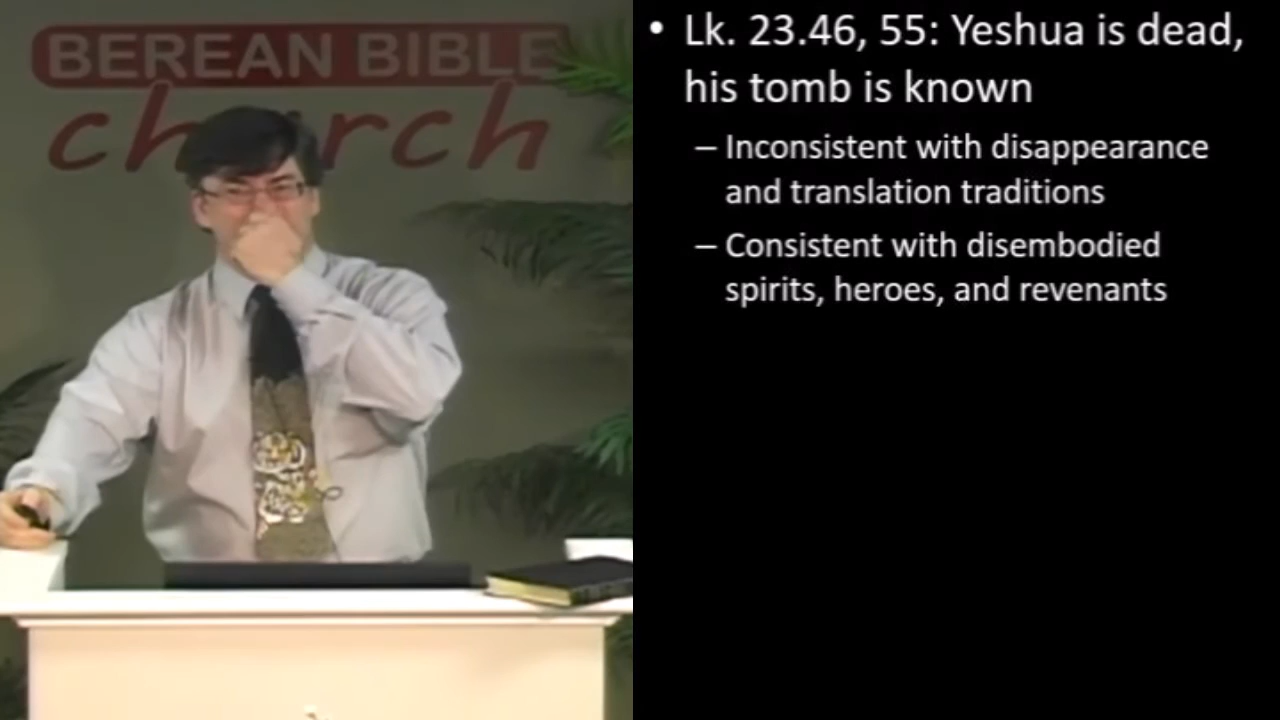 BEREAN BIBLE
church
• Lk. 23.46, 55: Yeshua is dead,
his tomb is known
– Inconsistent with disappearance
and translation traditions
– Consistent with disembodied
spirits, heroes, and revenants